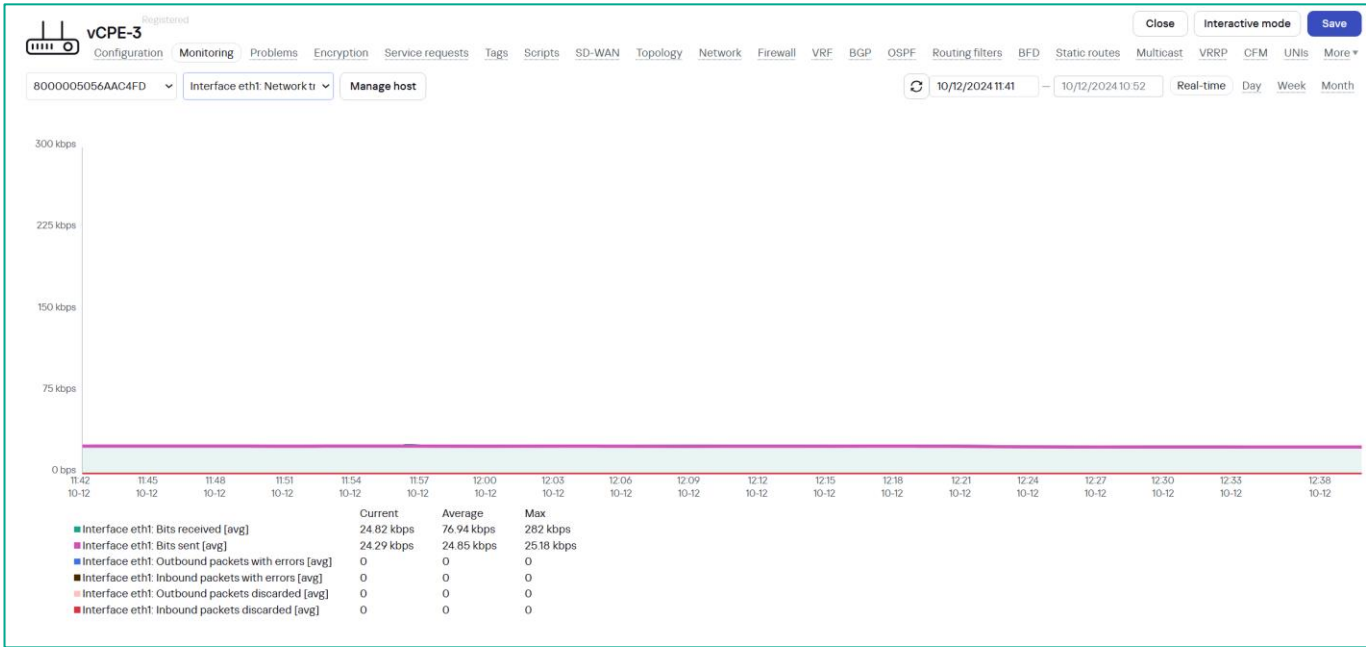 Registered
vCPE-3
Close Interactive mode Save
Configuration Monitoring Problems Encryption Service requests Tags Scripts SD-WAN Topology Network Firewall VRF BGP OSPF Routing filters BFD Static routes Multicast VRRP CFM UNIs More
8000005056AAC4FD Interface eth1: Network tr Manage host 10/12/2024 11:41 – 10/12/2024 10:52 Real-time Day Week Month
300 kbps
225 kbps
150 kbps
75 kbps
0 bps
11:42 11:45 11:48 11:51 11:54 11:57 12:00 12:03 12:06 12:09 12:12 12:15 12:18 12:21 12:24 12:27 12:30 12:33 12:38
10-12 10-12 10-12 10-12 10-12 10-12 10-12 10-12 10-12 10-12 10-12 10-12 10-12 10-12 10-12 10-12 10-12 10-12 10-12
Current Average Max
Interface eth1: Bits received [avg] 24.82 kbps 76.94 kbps 282 kbps
Interface eth1: Bits sent [avg] 24.29 kbps 24.85 kbps 25.18 kbps
Interface eth1: Outbound packets with errors [avg] 0 0 0
Interface eth1: Inbound packets with errors [avg] 0 0 0
Interface eth1: Outbound packets discarded [avg] 0 0 0
Interface eth1: Inbound packets discarded [avg] 0 0 0